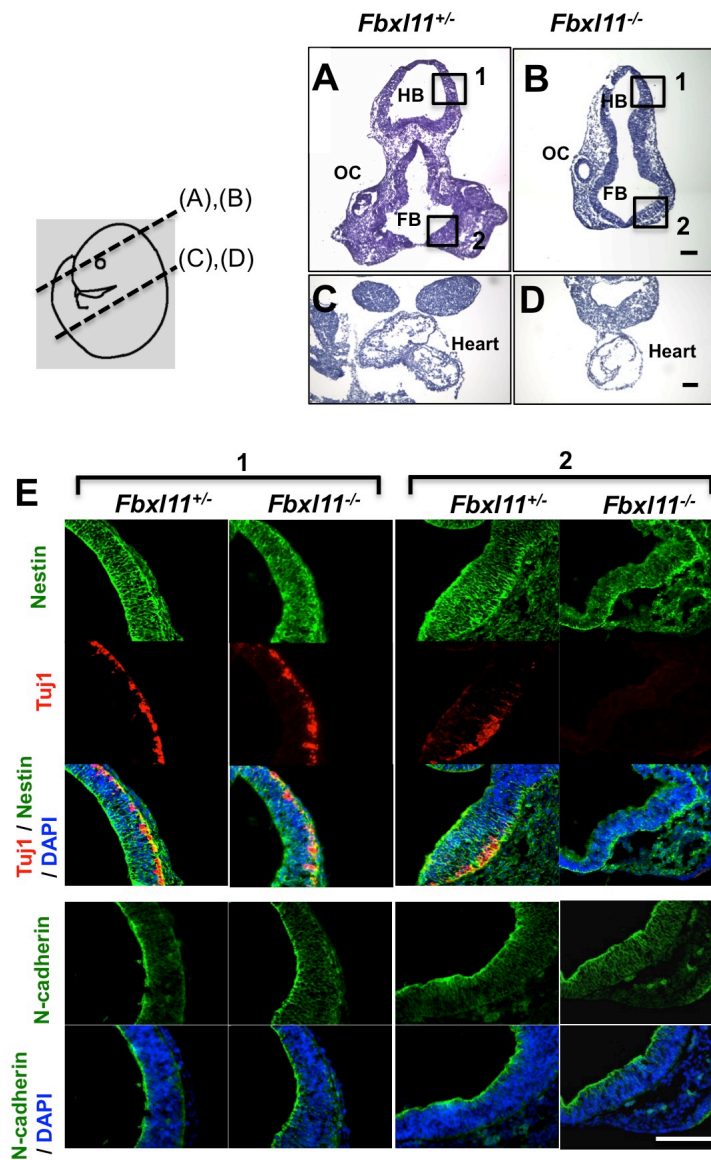 Fbxl11+/-
Fbxl11-/-
A
HB
1
OC
FB
2
B
HB
1
OC
FB
2
(A),(B)
(C),(D)
C
Heart
D
Heart
E
1
2
Fbxl11+/-
Fbxl11-/-
Fbxl11+/-
Fbxl11-/-
Nestin
Tuj1
Tuj1 / Nestin
/ DAPI
N-cadherin
N-cadherin
/ DAPI